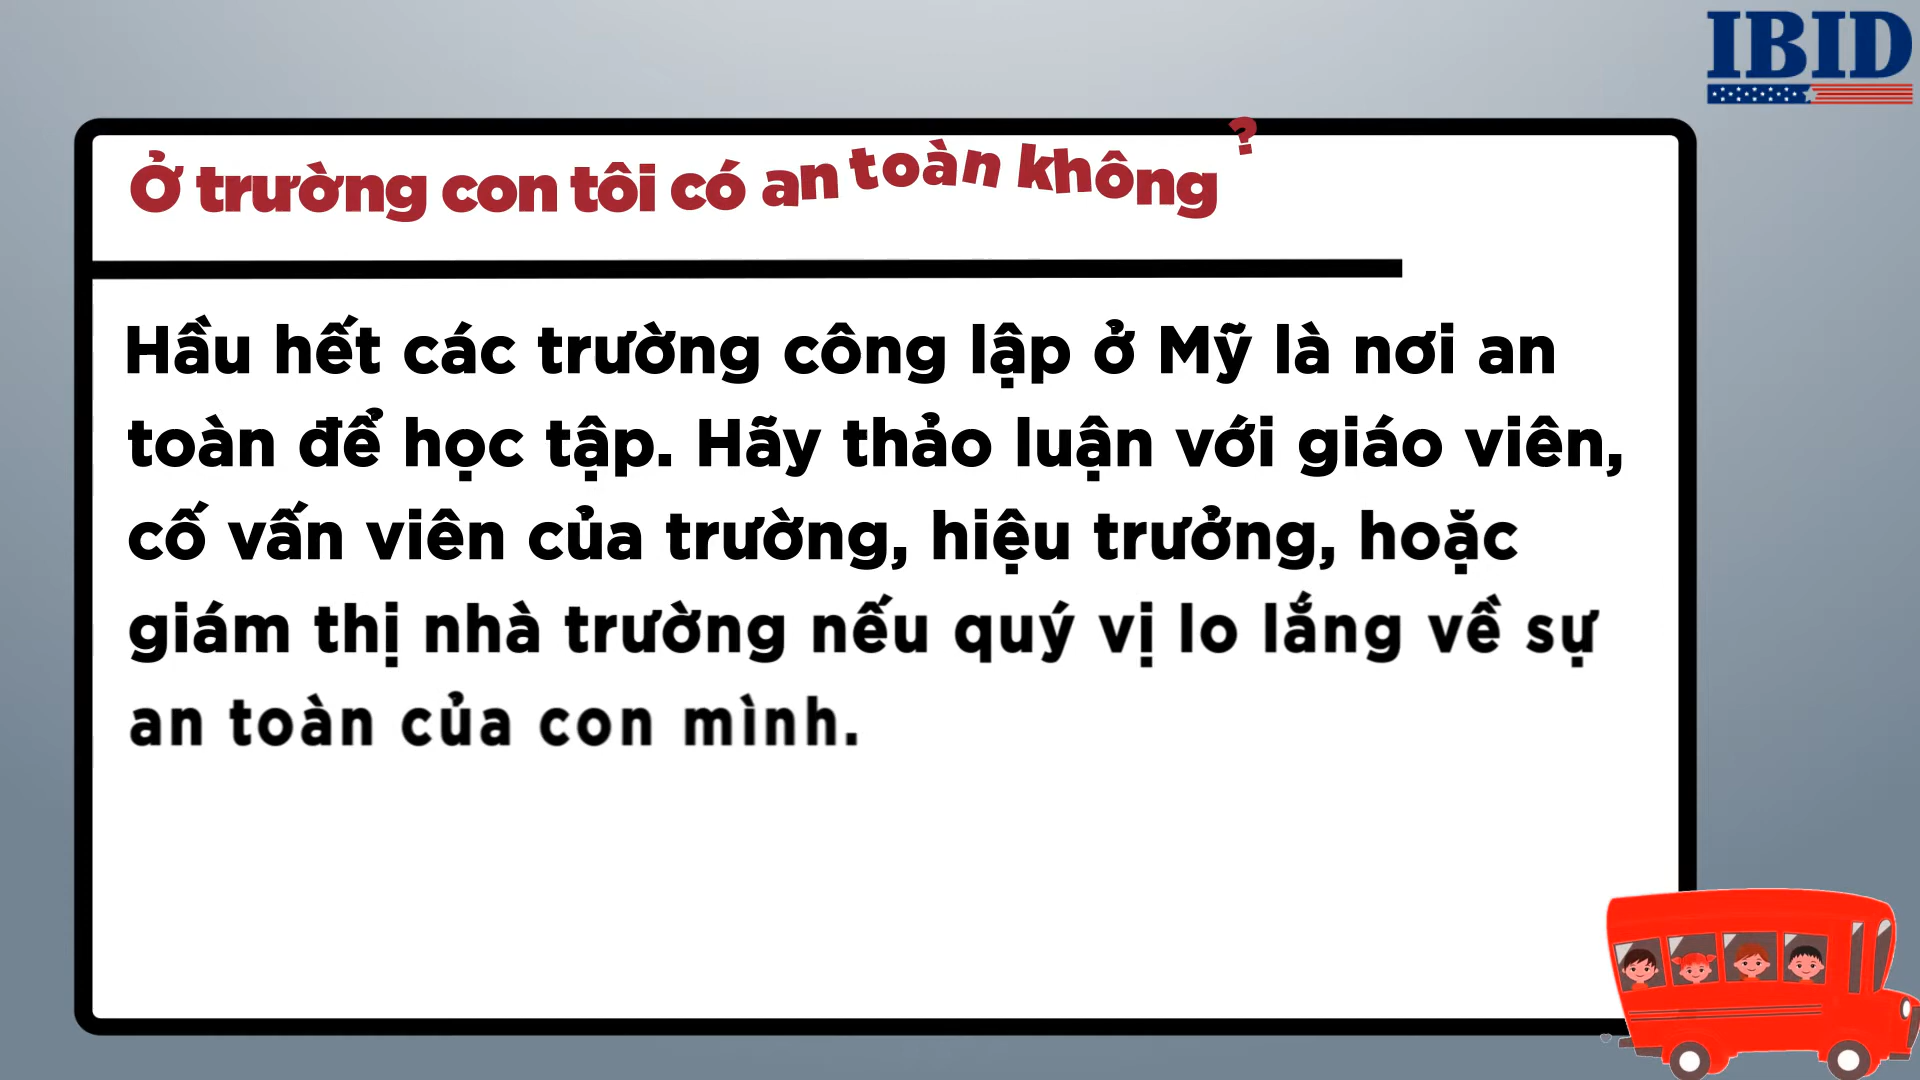 IBID
Ở trường con tôi có an toàn không ?
Hầu hết các trường công lập ở Mỹ là nơi an
toàn để học tập. Hãy thảo luận với giáo viên,
cố vấn viên của trường, hiệu trưởng, hoặc
giám thị nhà trường nếu quý vị lo lắng về sự
an toàn của con mình.